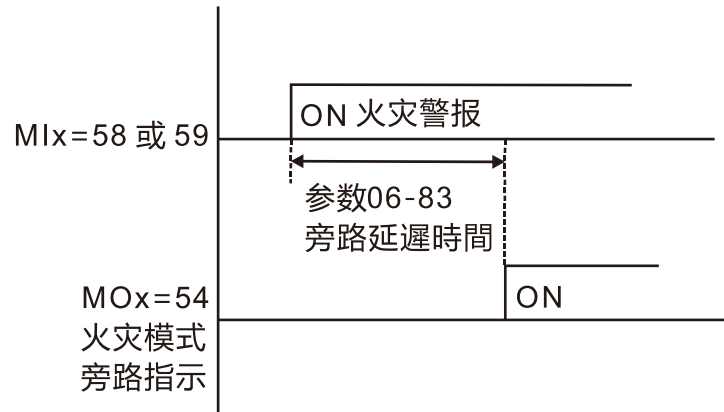 MIx=58 或 59
ON 火灾警报
参数06-83
旁路延遲時間
MOx=54
火灾模式
旁路指示
ON